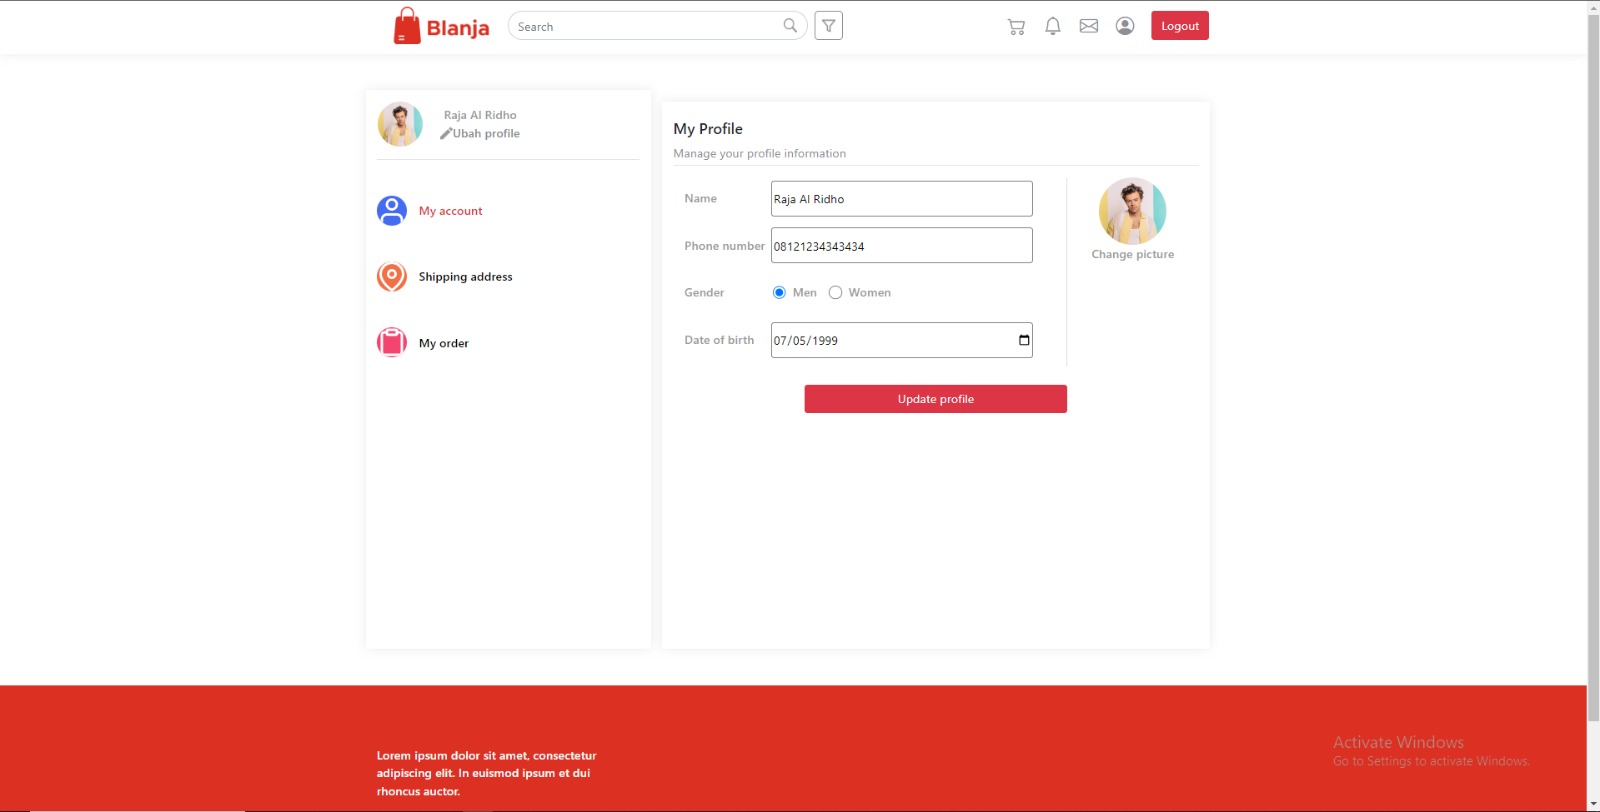 Blanja
Search
Logout
Raja Al Ridho
Ubah profile
My account
Shipping address
My order
My Profile
Manage your profile information
Name
Raja Al Ridho
Phone number
08121234343434
Gender
Men
Women
Date of birth
07/05/1999
Change picture
Update profile
Lorem ipsum dolor sit amet, consectetur
adipiscing elit. In euismod ipsum et dui
rhoncus auctor.
Activate Windows
Go to Settings to activate Windows.